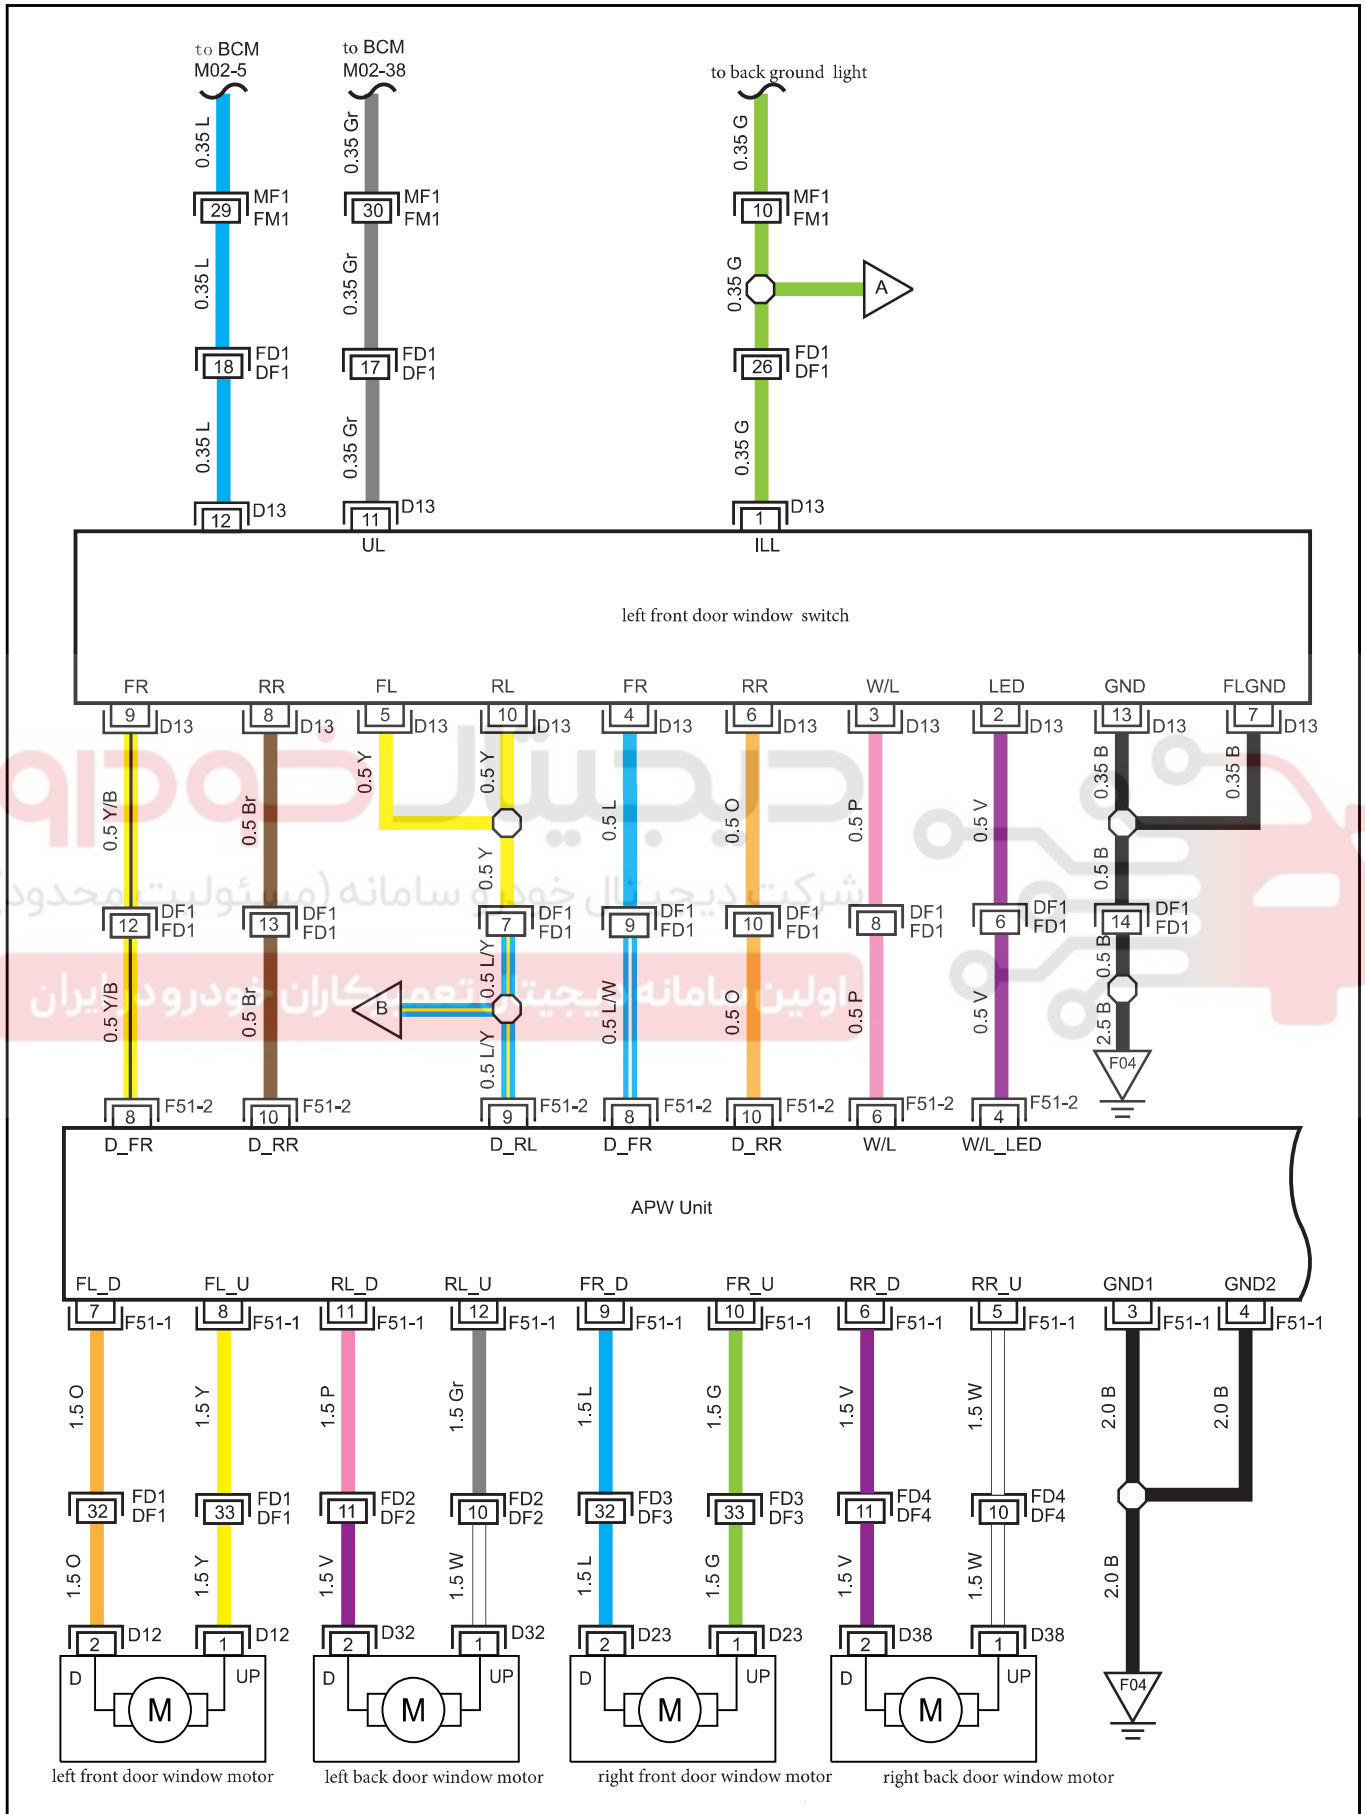 to BCM
M02-5
to BCM
M02-38
to back ground light
0.35 L
0.35 Gr
0.35 G
29
MF1
FM1
30
MF1
FM1
10
MF1
FM1
0.35 L
0.35 Gr
0.35 G
A
18
FD1
DF1
17
FD1
DF1
26
FD1
DF1
0.35 L
0.35 Gr
0.35 G
12
D13
11
D13
1
D13
UL
ILL
left front door window switch
FR
RR
FL
RL
FR
RR
W/L
LED
GND
FLGND
9
D13
8
D13
5
D13
10
D13
4
D13
6
D13
3
D13
2
D13
13
D13
7
D13
دیجیتال خودرو
0.5 Y/B
0.5 Br
0.5 Y
0.5 Y
0.5 L
0.5 O
0.5 P
0.5 V
0.35 B
0.35 B
0.5 Y
0.5 B
شرکت دیجیتال خودرو سامانه (مسئولیت محدود)
12
DF1
FD1
13
DF1
FD1
7
DF1
FD1
9
DF1
FD1
10
DF1
FD1
8
DF1
FD1
6
DF1
FD1
14
DF1
FD1
اولین سامانه دیجیتال تعمیرکاران خودرو در ایران
0.5 Y/B
0.5 Br
0.5 L/Y
0.5 L/W
0.5 O
0.5 P
0.5 V
0.5 B
B
0.5 L/Y
2.5 B
F04
8
F51-2
10
F51-2
9
F51-2
8
F51-2
10
F51-2
6
F51-2
4
F51-2
D_FR
D_RR
D_RL
D_FR
D_RR
W/L
W/L_LED
APW Unit
FL_D
FL_U
RL_D
RL_U
FR_D
FR_U
RR_D
RR_U
GND1
GND2
7
F51-1
8
F51-1
11
F51-1
12
F51-1
9
F51-1
10
F51-1
6
F51-1
5
F51-1
3
F51-1
4
F51-1
1.5 O
1.5 Y
1.5 P
1.5 Gr
1.5 L
1.5 G
1.5 V
1.5 W
2.0 B
2.0 B
32
FD1
DF1
33
FD1
DF1
11
FD2
DF2
10
FD2
DF2
32
FD3
DF3
33
FD3
DF3
11
FD4
DF4
10
FD4
DF4
1.5 O
1.5 Y
1.5 V
1.5 W
1.5 L
1.5 G
1.5 V
1.5 W
2.0 B
2
D12
1
D12
2
D32
1
D32
2
D23
1
D23
2
D38
1
D38
D
M
UP
D
M
UP
D
M
UP
D
M
UP
F04
left front door window motor
left back door window motor
right front door window motor
right back door window motor